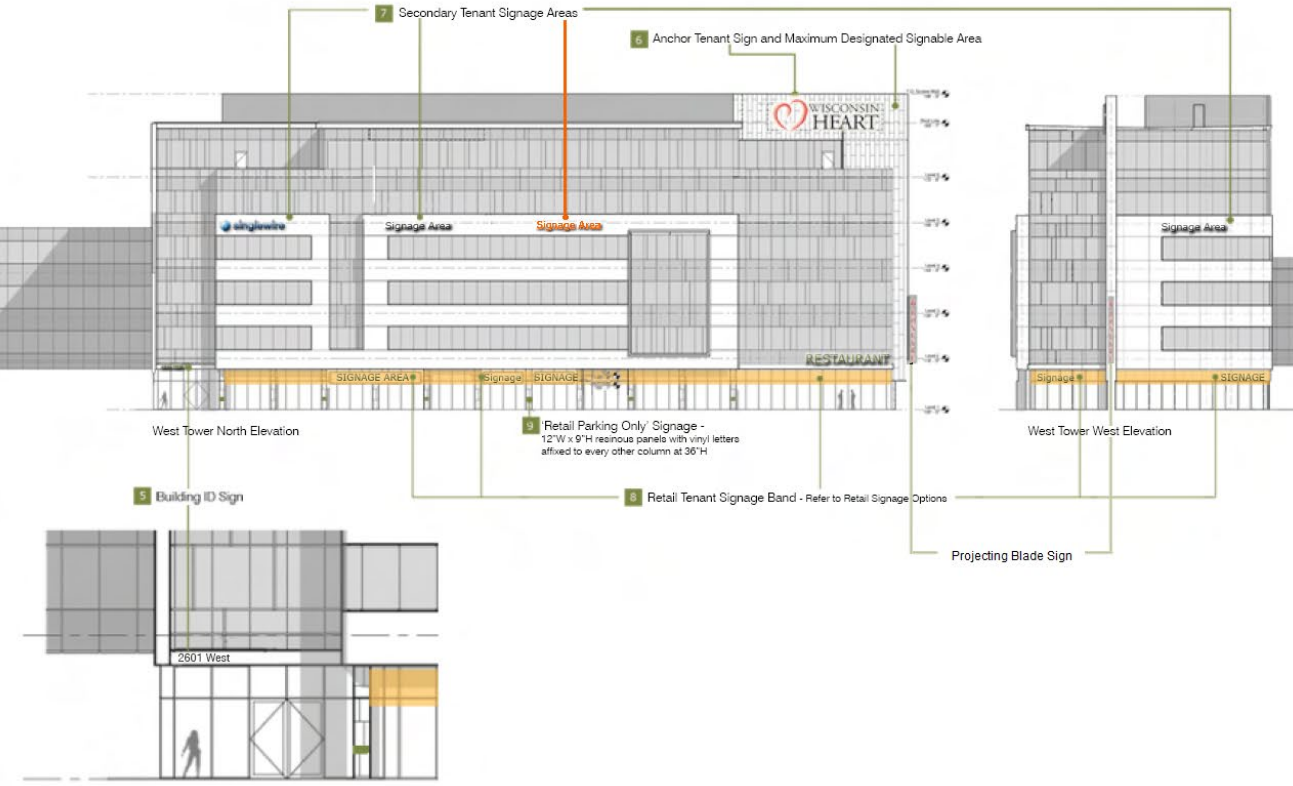 7 Secondary Tenant Signage Areas
6 Anchor Tenant Sign and Maximum Designated Signable Area
WISCONSIN
HEART
singlewire
Signage Area
Signage Area
Signage Area
RESTAURANT
SIGNAGE AREA
Signage
SIGNAGE
Signage
SIGNAGE
West Tower North Elevation
9 'Retail Parking Only' Signage -
12"W x 9"H resinous panels with vinyl letters
affixed to every other column at 36"H
West Tower West Elevation
5 Building ID Sign
8 Retail Tenant Signage Band - Refer to Retail Signage Options
Projecting Blade Sign
2601 West